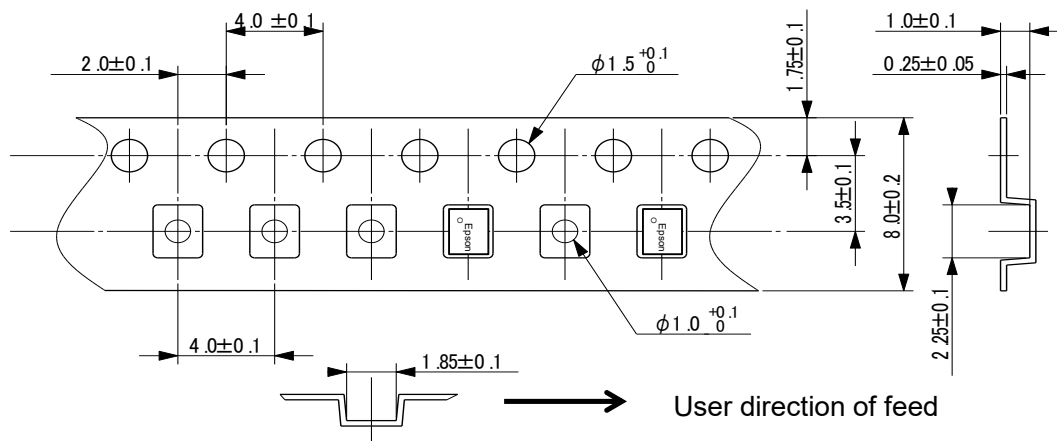 4.0 ±0.1
2.0±0.1
φ1.5 +0.1 0
1.75±0.1
1.0±0.1
0.25±0.05
3.5±0.1
8.0±0.2
2.25±0.1
Epson
Epson
φ1.0 +0.1 0
4.0±0.1
1.85±0.1
User direction of feed